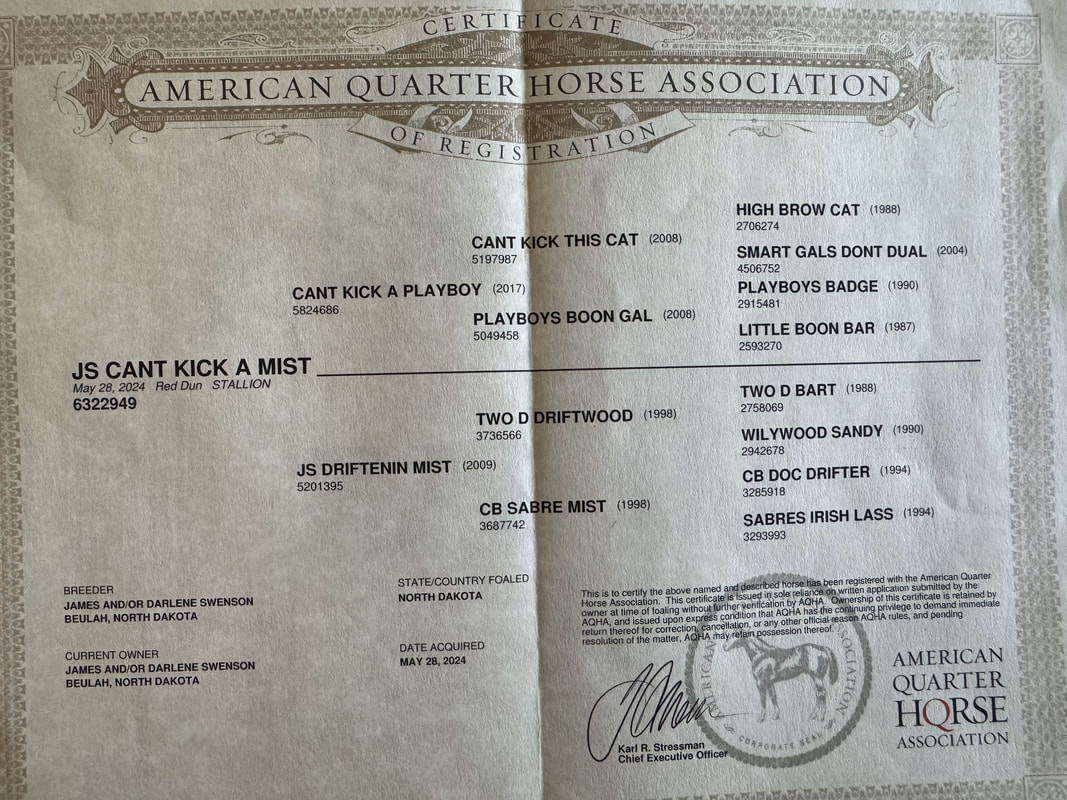 CERTIFICATE
AMERICAN QUARTER HORSE ASSOCIATION
OF REGISTRATION
HIGH BROW CAT (1988)
2706274
CANT KICK THIS CAT (2008)
5197987
SMART GALS DONT DUAL (2004)
4506752
CANT KICK A PLAYBOY (2017)
5824686
PLAYBOYS BADGE (1990)
2915481
PLAYBOYS BOON GAL (2008)
5049458
LITTLE BOON BAR (1987)
2593270
JS CANT KICK A MIST
May 28, 2024 Red Dun STALLION
6322949
TWO D BART (1988)
2758069
TWO D DRIFTWOOD (1998)
3736566
WILYWOOD SANDY (1990)
2942678
JS DRIFTENIN MIST (2009)
5201395
CB DOC DRIFTER (1994)
3285918
CB SABRE MIST (1998)
3687742
SABRES IRISH LASS (1994)
3293993
BREEDER
JAMES AND/OR DARLENE SWENSON
BEULAH, NORTH DAKOTA
STATE/COUNTRY FOALED
NORTH DAKOTA
CURRENT OWNER
JAMES AND/OR DARLENE SWENSON
BEULAH, NORTH DAKOTA
DATE ACQUIRED
MAY 28, 2024
This is to certify the above named and described horse has been registered with the American Quarter
Horse Association. This certificate is issued in sole reliance on written application submitted by the
owner at time of foaling without further verification by AQHA. Ownership of this certificate is retained by
AQHA, and issued upon express condition that AQHA has the continuing privilege to demand immediate
return thereof for correction, cancellation, or any other official reason AQHA rules, and pending
resolution of the matter, AQHA may retain possession thereof.
Karl R. Stressman
Chief Executive Officer
AMERICAN ASSOCIATION
CORPORATE SEAL
AMERICAN
QUARTER
HORSE
ASSOCIATION